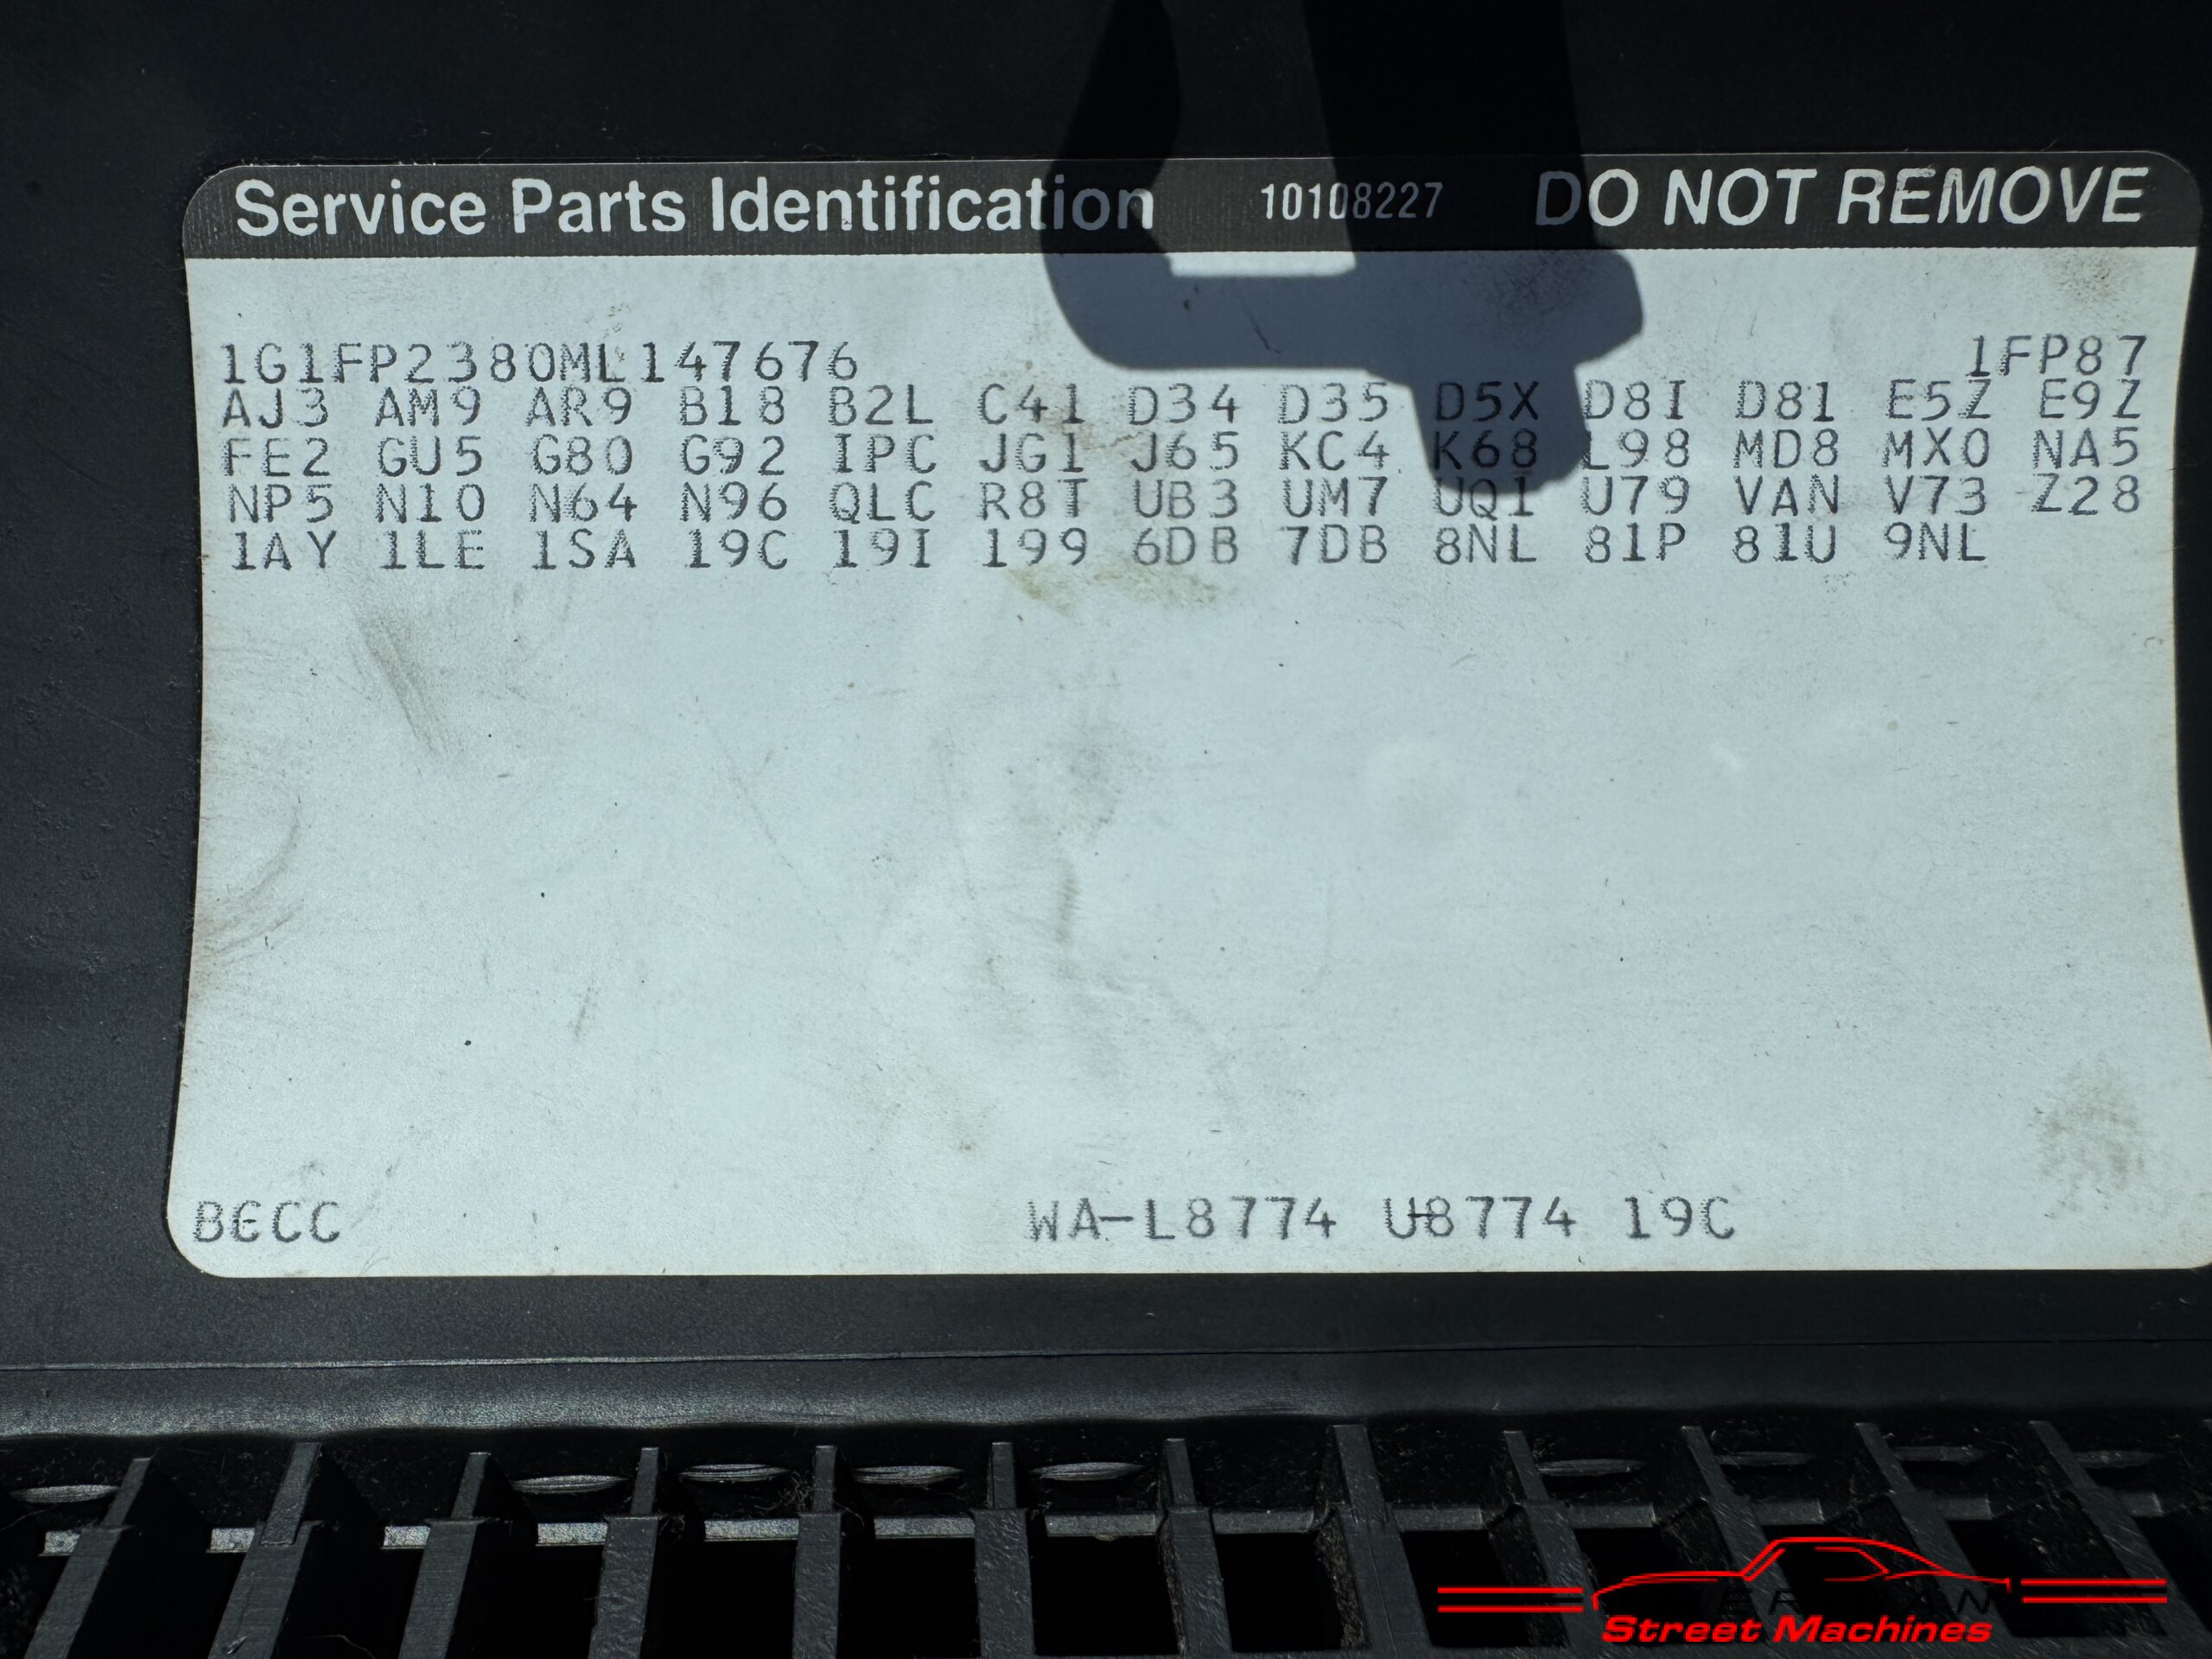 Service Parts Identification 10108227 DO NOT REMOVE
1G1FP2380ML147676 1FP87
AJ3 AM9 AR9 B18 B2L C41 D34 D35 D5X D8I D81 E5Z E9Z
FE2 GU5 G80 G92 IPC JG1 J65 KC4 K68 L98 MD8 MX0 NA5
NP5 N10 N64 N96 QLC R8T UB3 UM7 UQ1 U79 VAN V73 Z28
1AY 1LE 1SA 19C 19I 199 6DB 7DB 8NL 81P 81U 9NL
BECC WA-L8774 U-8774 19C
Street Machines